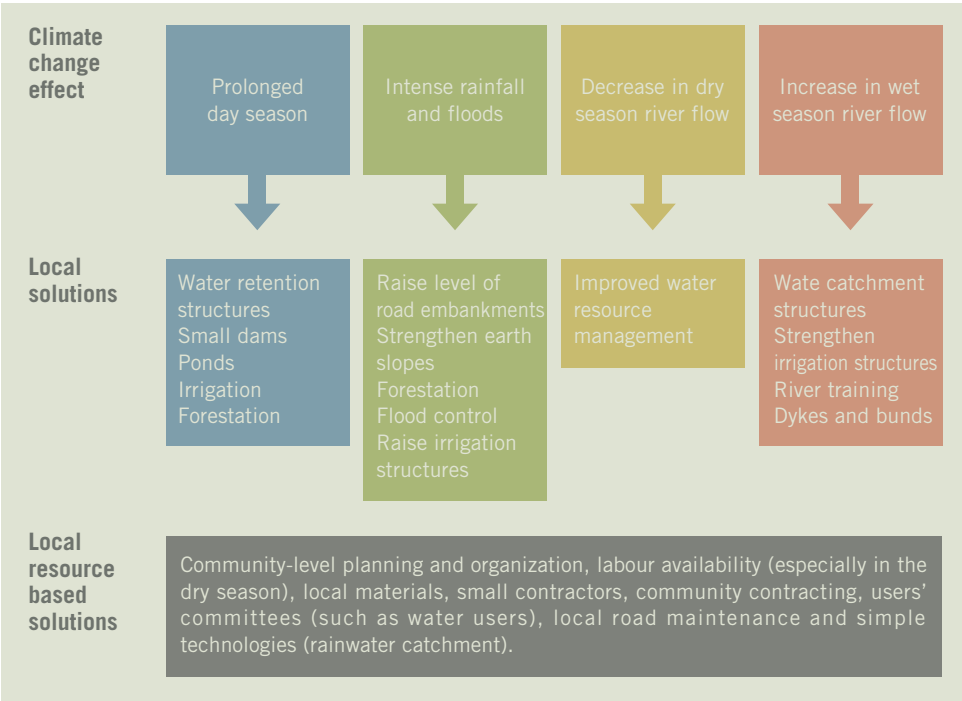 Climate
change
effect
Prolonged
day season
Intense rainfall
and floods
Decrease in dry
season river flow
Increase in wet
season river flow
Local
solutions
Water retention
structures
Small dams
Ponds
Irrigation
Forestation
Raise level of
road embankments
Strengthen earth
slopes
Forestation
Flood control
Raise irrigation
structures
Improved water
resource
management
Wate catchment
structures
Strengthen
irrigation structures
River training
Dykes and bunds
Local
resource
based
solutions
Community-level planning and organization, labour availability (especially in the
dry season), local materials, small contractors, community contracting, users’
committees (such as water users), local road maintenance and simple
technologies (rainwater catchment).